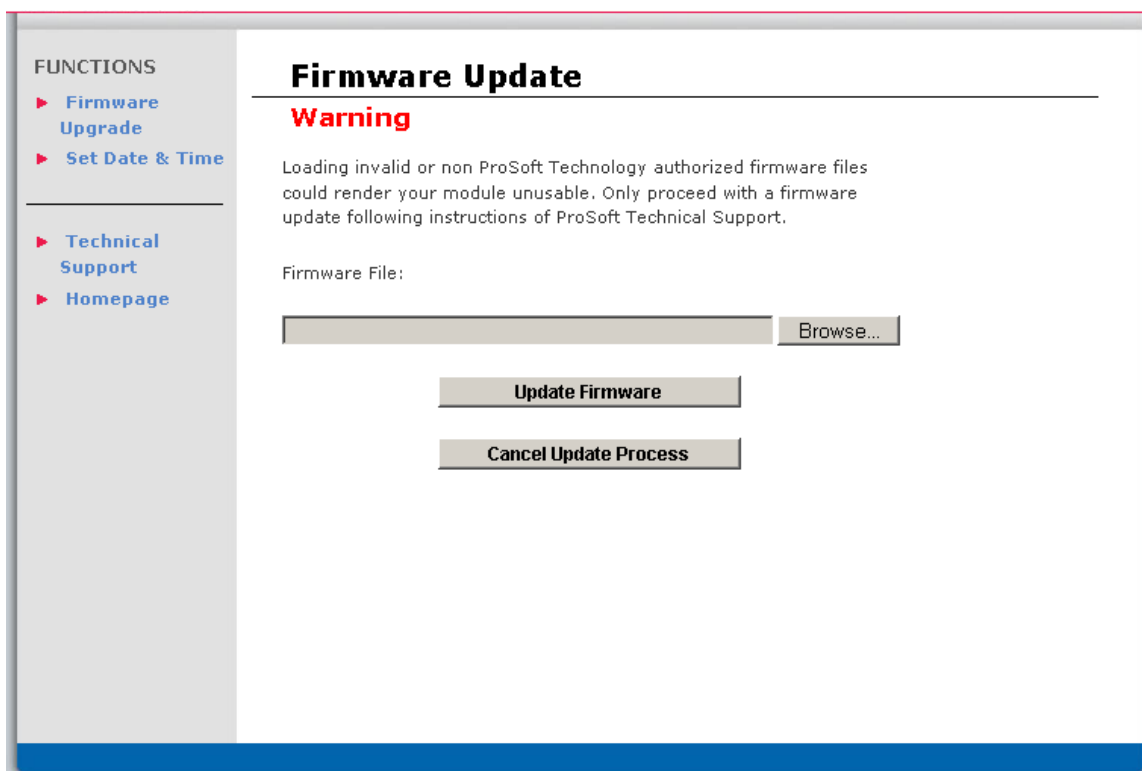 FUNCTIONS
Firmware
Upgrade
Set Date & Time
Technical
Support
Homepage
Firmware Update
Warning
Loading invalid or non ProSoft Technology authorized firmware files
could render your module unusable. Only proceed with a firmware
update following instructions of ProSoft Technical Support.
Firmware File:
Browse...
Update Firmware
Cancel Update Process